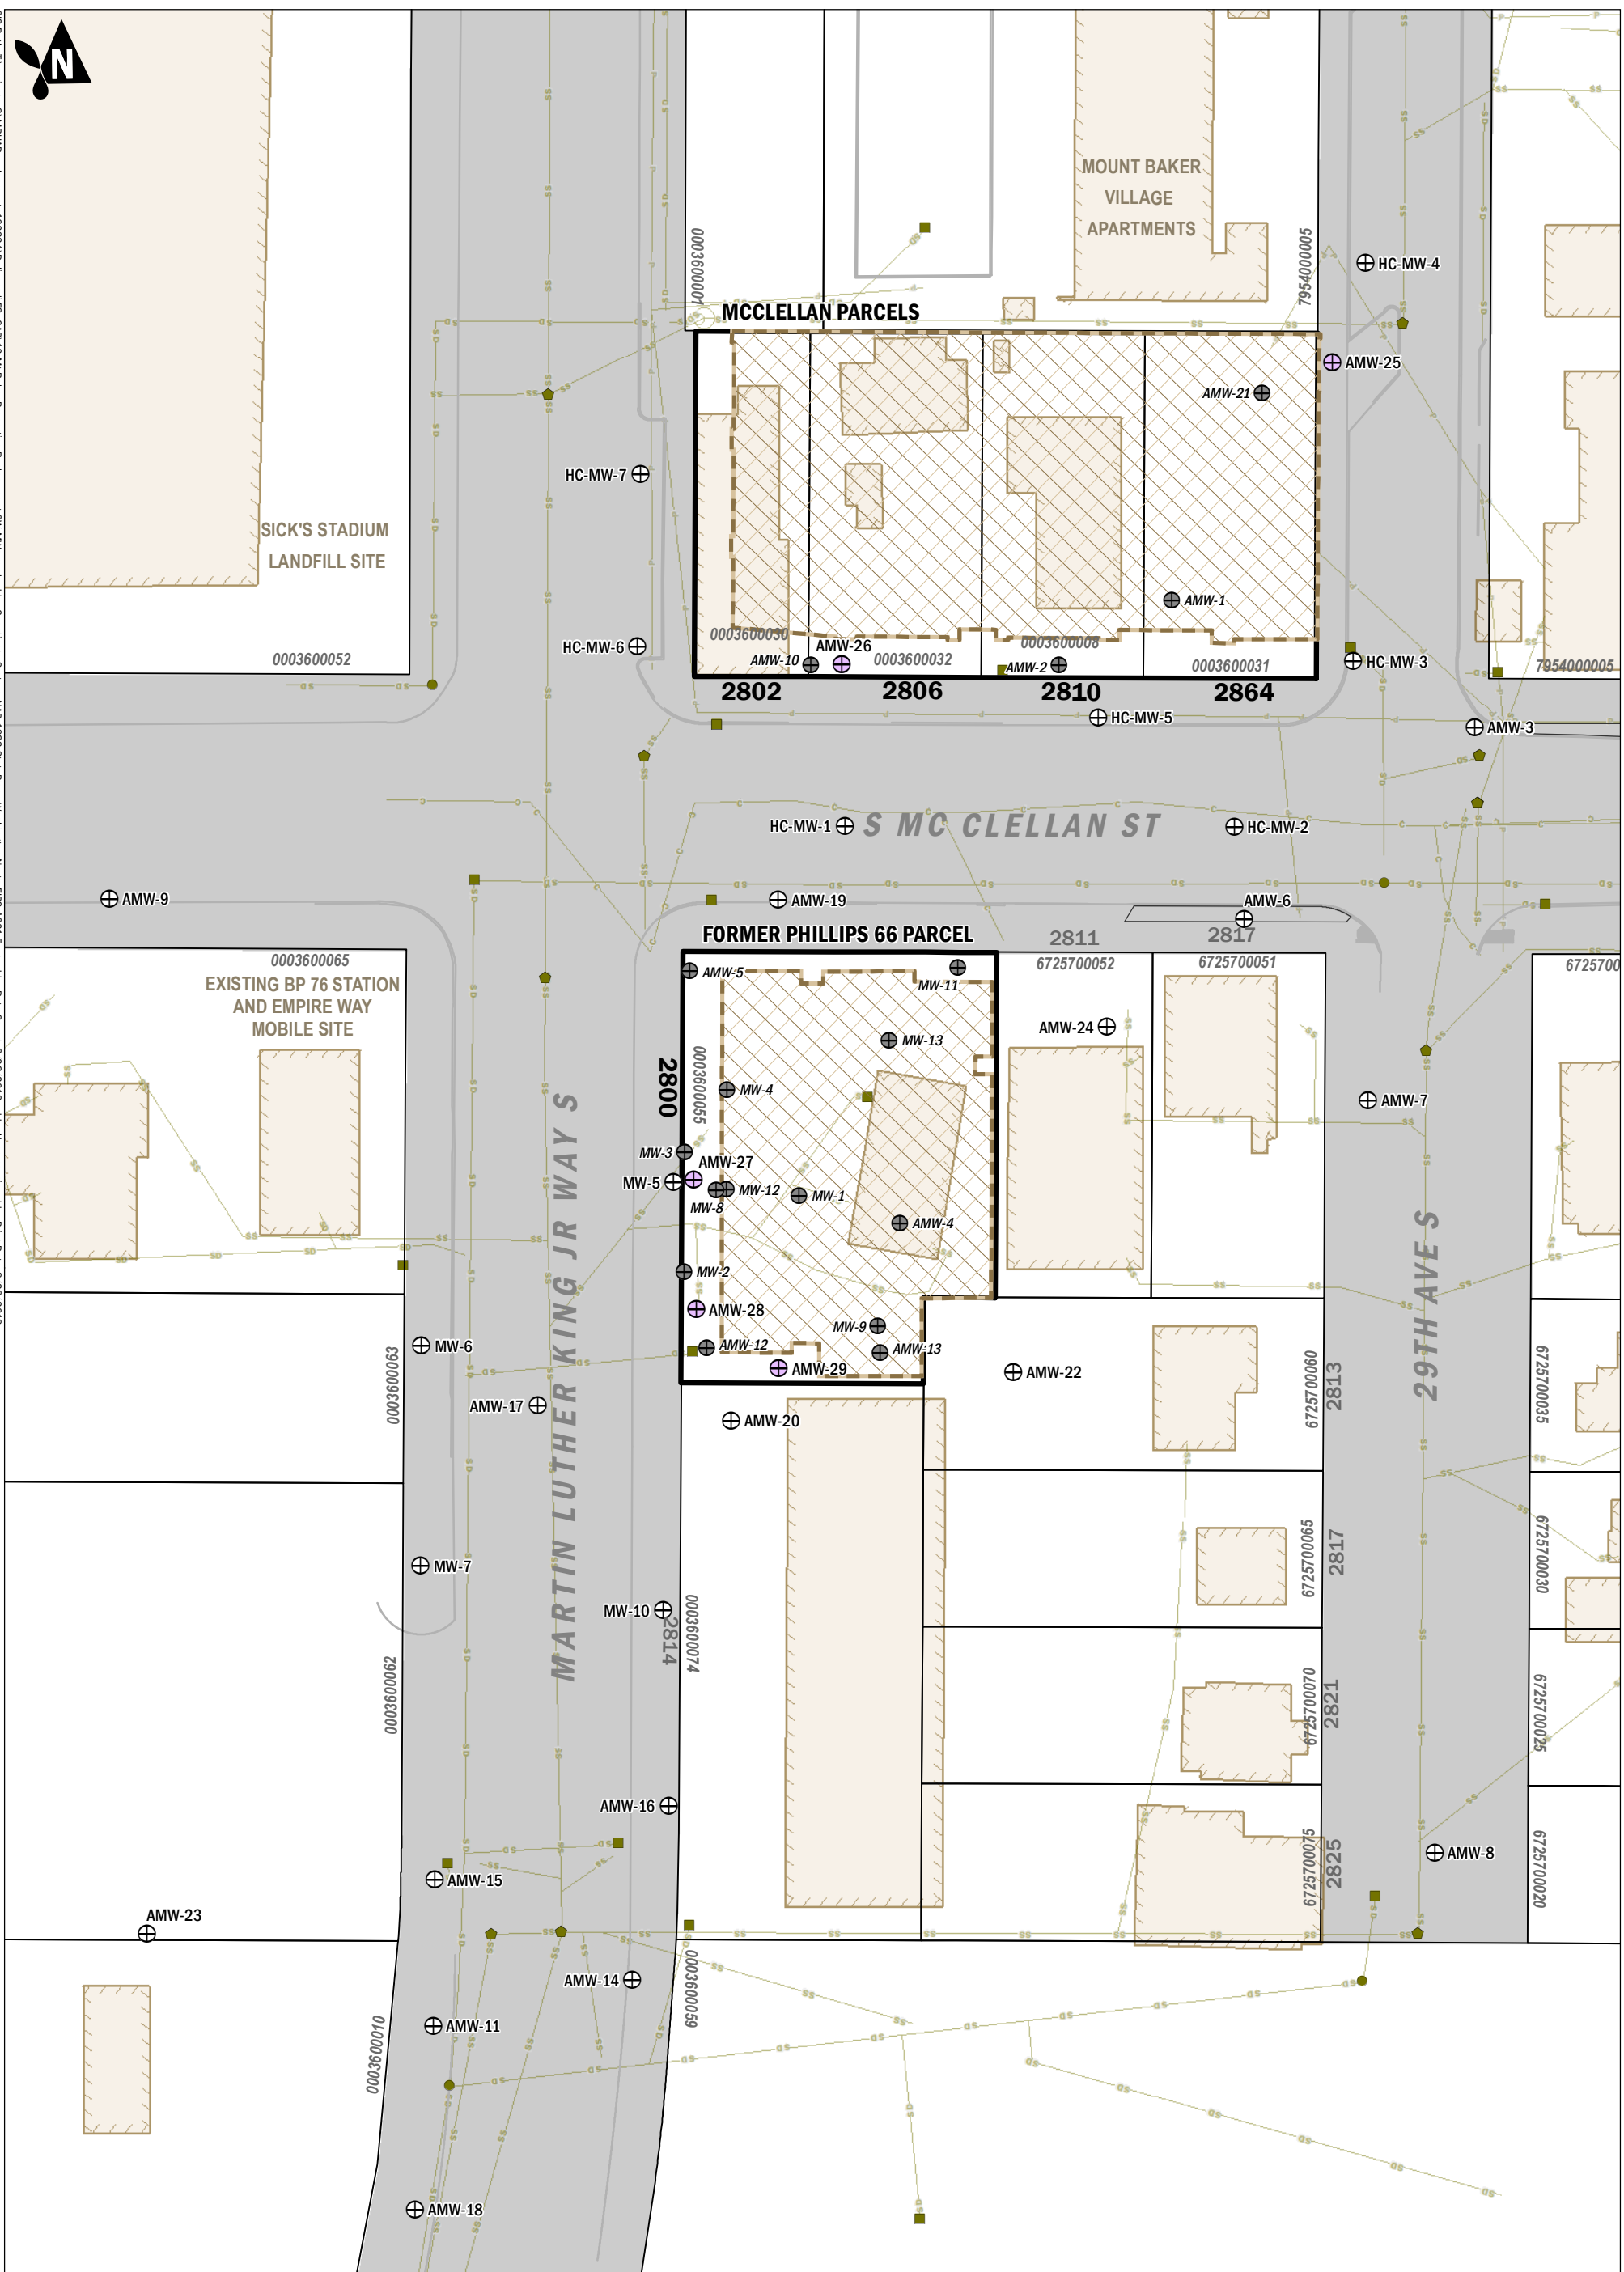 N
MOUNT BAKER
VILLAGE
APARTMENTS
0003600001
7954000005
HC-MW-4
MCCLELLAN PARCELS
AMW-25
AMW-21
HC-MW-7
SICK'S STADIUM
LANDFILL SITE
AMW-1
0003600030
0003600008
HC-MW-6
AMW-26
0003600052
AMW-10
0003600032
AMW-2
0003600031
HC-MW-3
7954000005
2802
2806
2810
2864
HC-MW-5
AMW-3
HC-MW-1
S MC CLELLAN ST
HC-MW-2
AMW-9
AMW-19
AMW-6
FORMER PHILLIPS 66 PARCEL
2811
2817
0003600065
6725700052
6725700051
6725700
EXISTING BP 76 STATION
AND EMPIRE WAY
MOBILE SITE
AMW-5
MW-11
AMW-24
MW-13
2800
0003600055
MW-4
AMW-7
MW-3
AMW-27
MW-5
MW-12
MW-1
MW-8
AMW-4
MW-2
AMW-28
MW-9
AMW-12
AMW-13
MW-6
AMW-29
AMW-22
0003600063
6725700060
2813
6725700035
29TH AVE S
MARTIN LUTHER KING JR WAY S
AMW-17
AMW-20
MW-7
6725700065
2817
6725700030
MW-10
2814
0003600074
0003600062
6725700070
2821
6725700025
AMW-16
6725700075
2825
6725700020
AMW-8
AMW-15
AMW-23
AMW-14
0003600059
AMW-11
0003600010
AMW-18